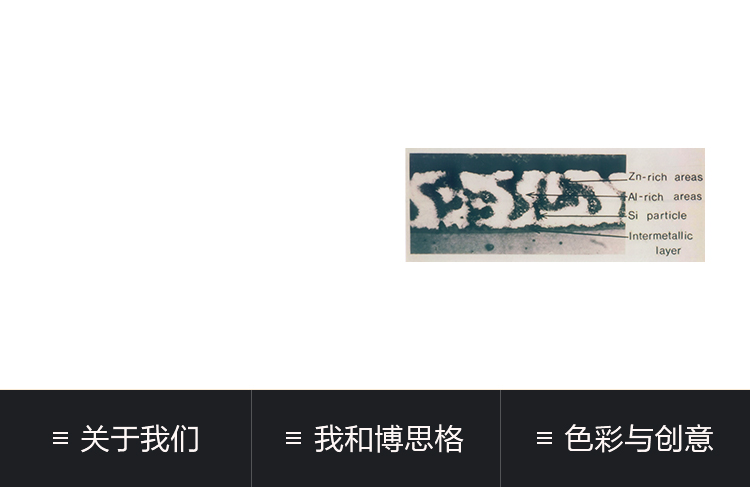 Zn-rich areas
Al-rich areas
Si particle
Intermetallic
layer
≡ 关于我们
≡ 我和博思格
≡ 色彩与创意